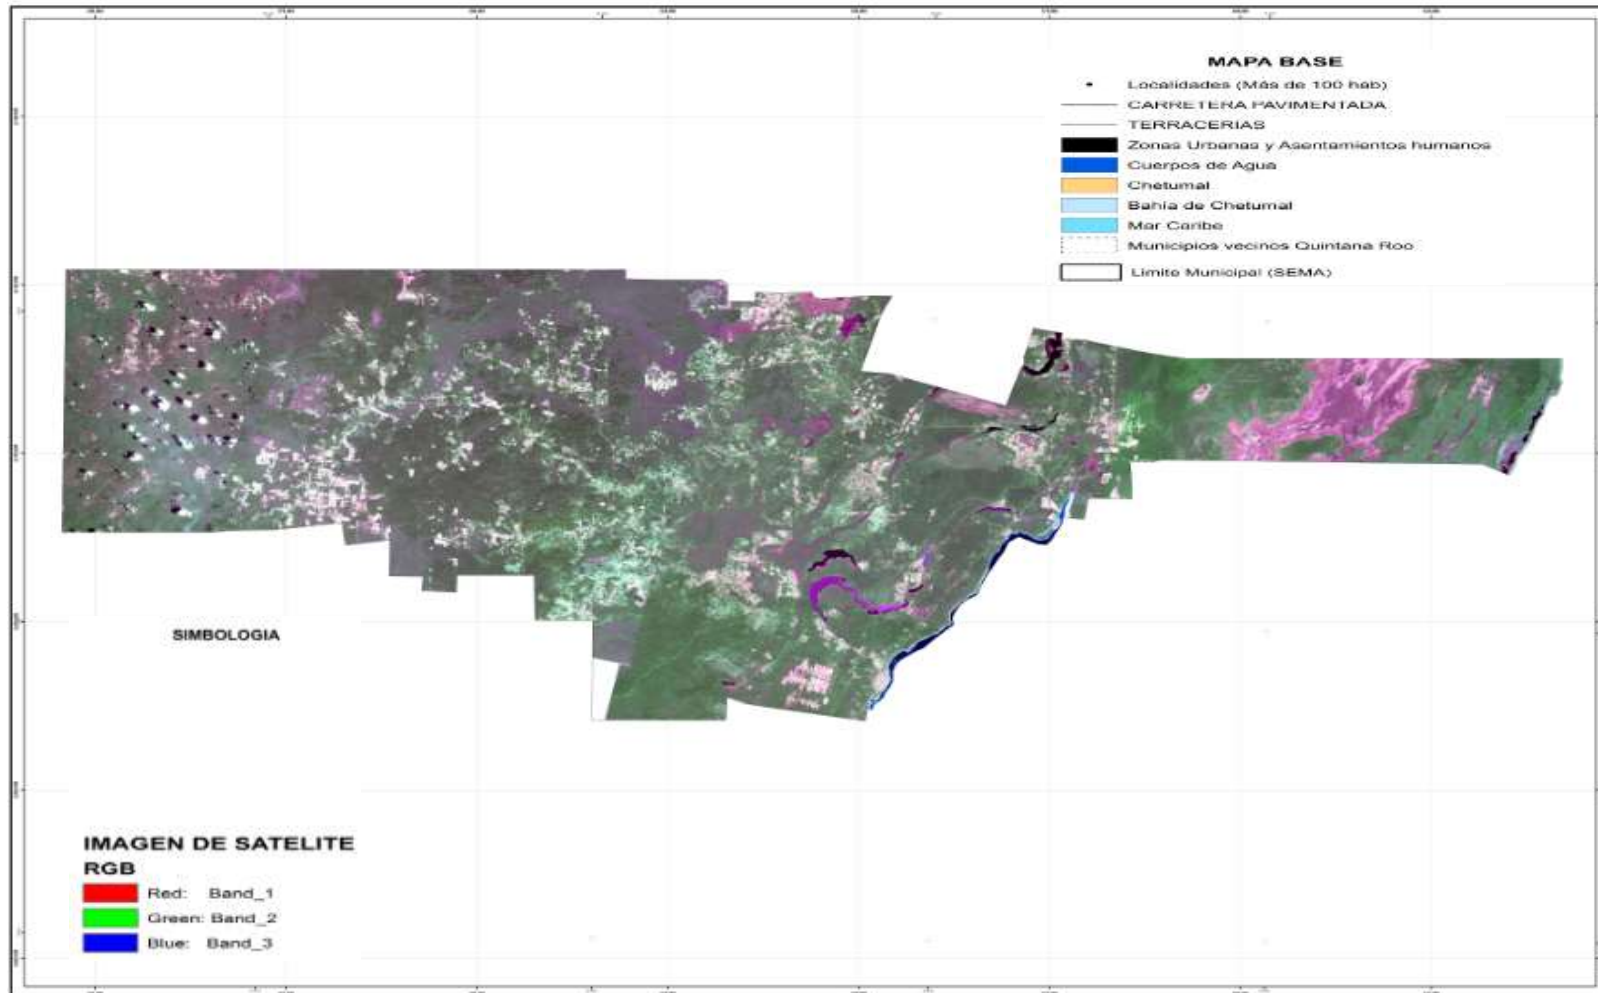 MAPA BASE
Localidades (Más de 100 hab)
CARRETERA PAVIMENTADA
TERRACERIAS
Zonas Urbanas y Asentamientos humanos
Cuerpos de Agua
Chetumal
Bahía de Chetumal
Mar Caribe
Municipios vecinos Quintana Roo
Limite Municipal (SEMA)
SIMBOLOGIA
IMAGEN DE SATELITE
RGB
Red: Band_1
Green: Band_2
Blue: Band_3